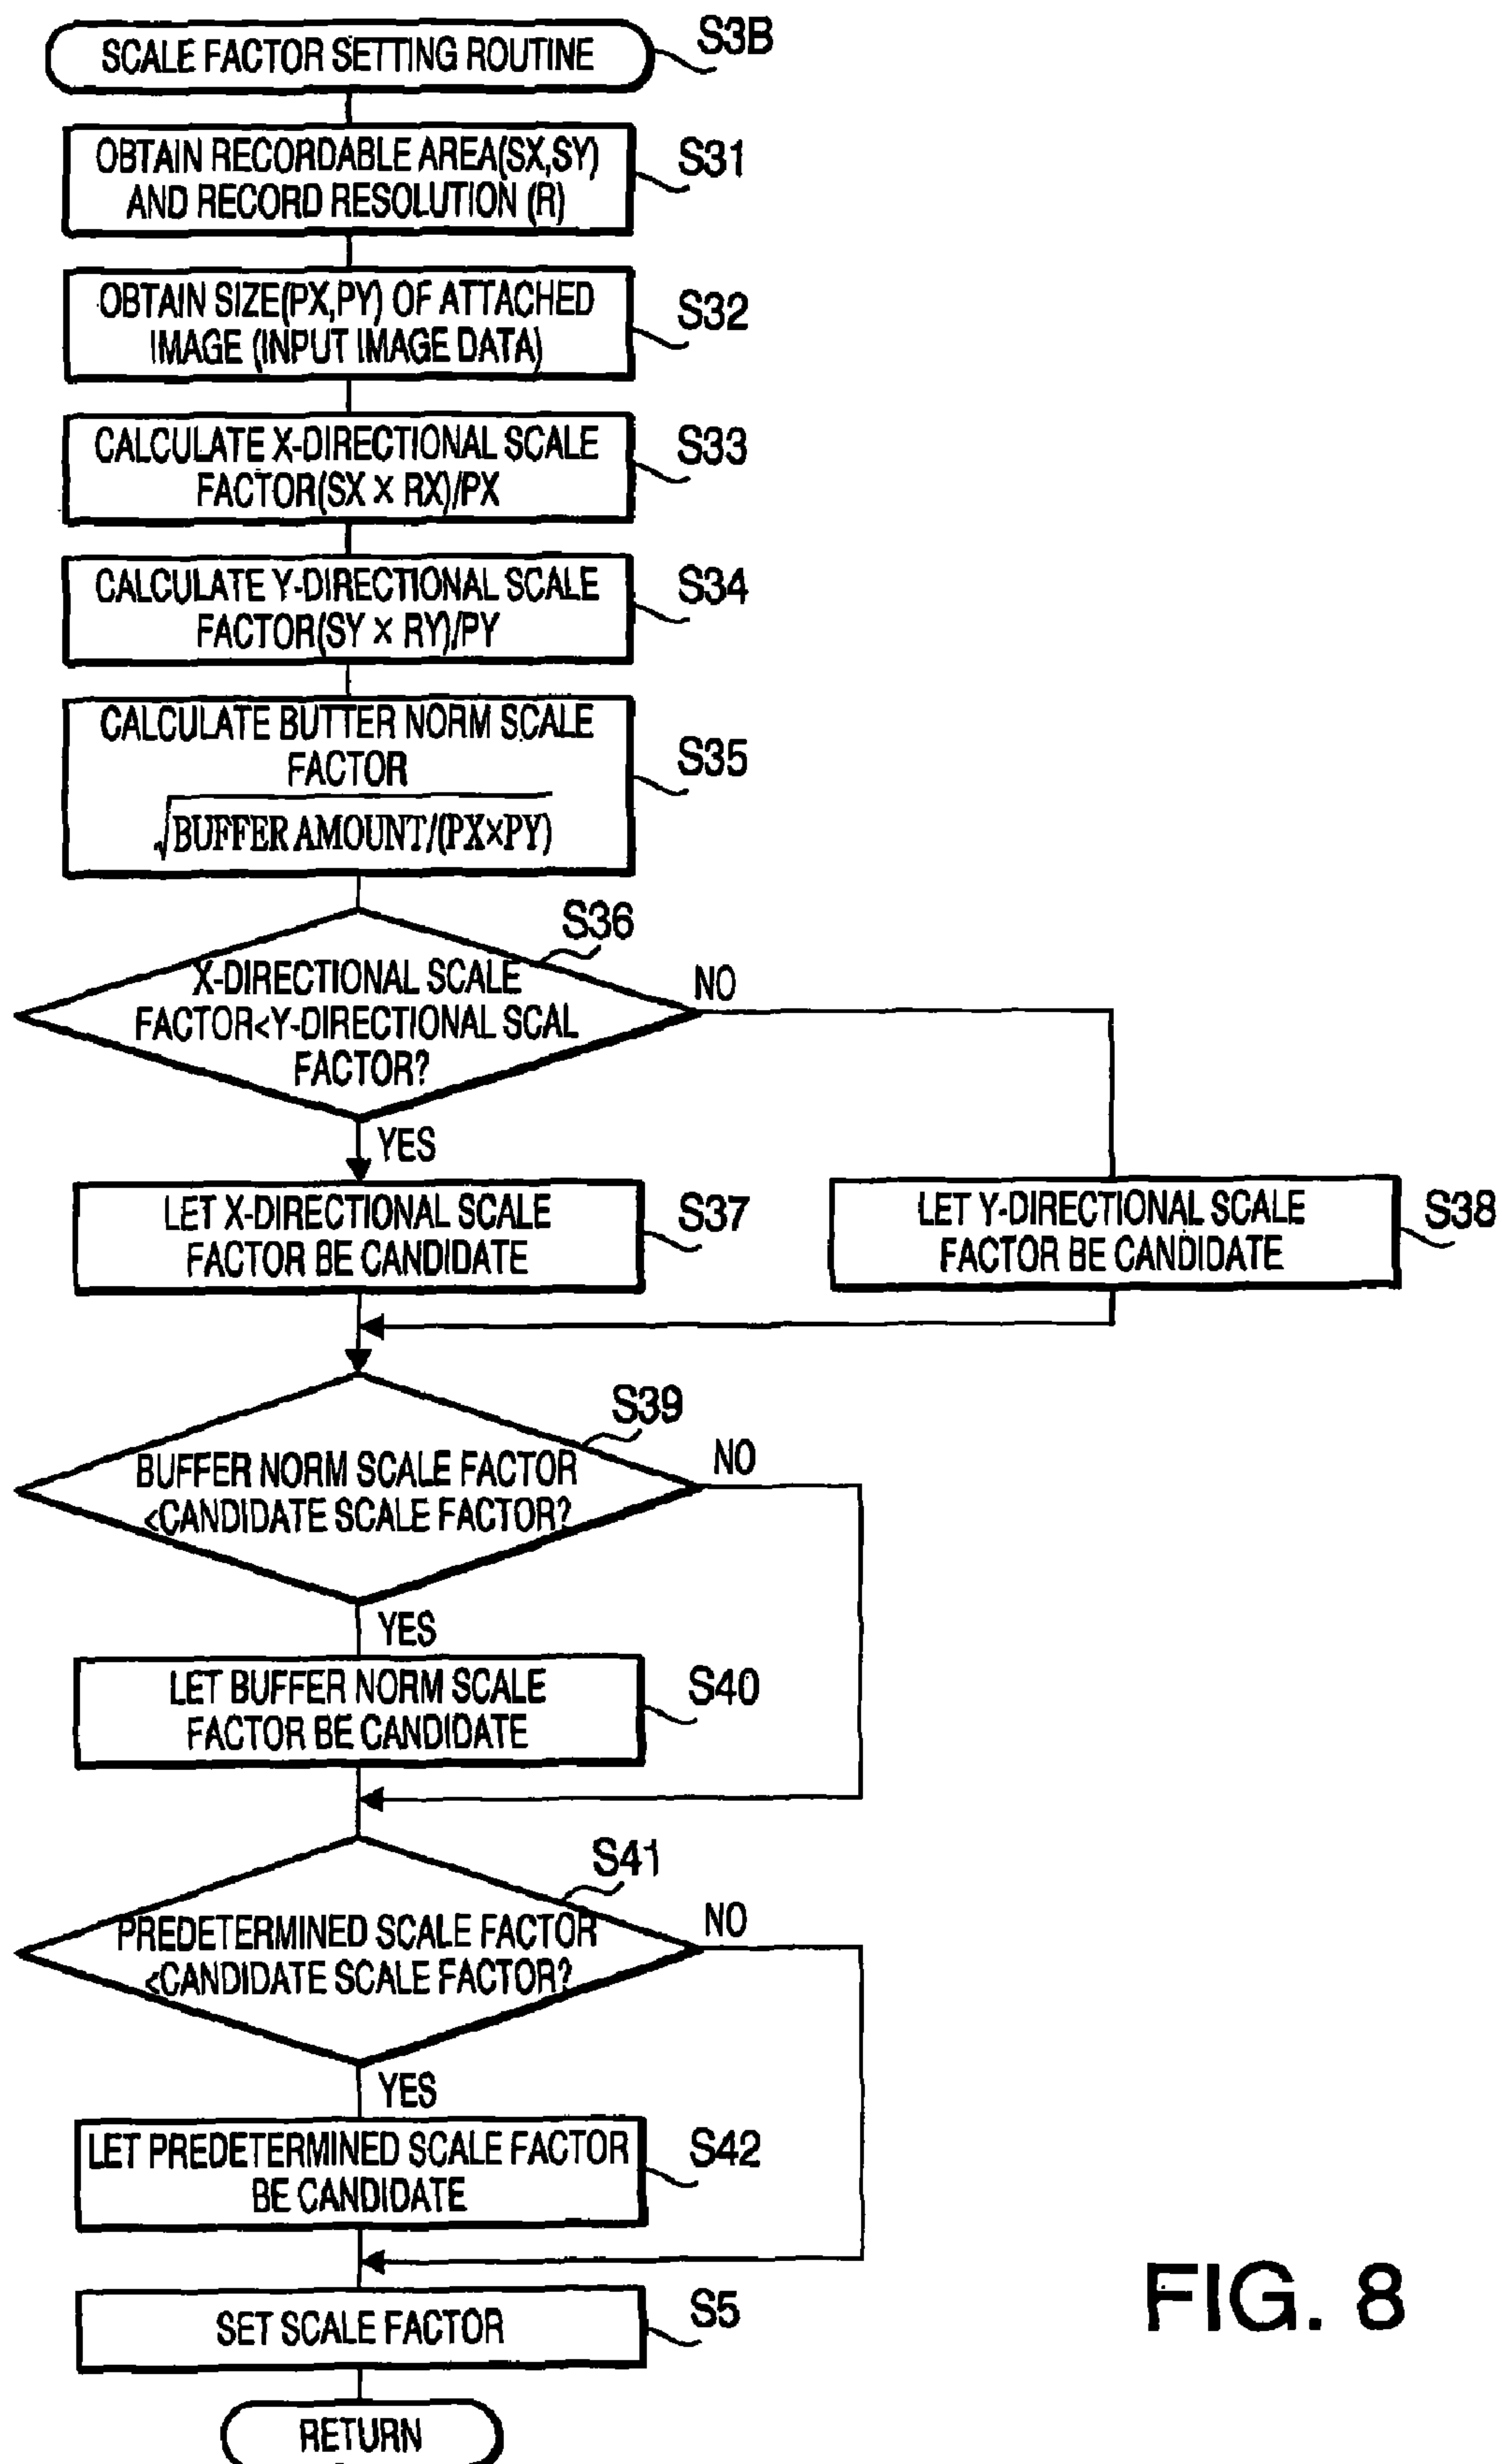 SCALE FACTOR SETTING ROUTINE
S3B
OBTAIN RECORDABLE AREA(SX,SY)
AND RECORD RESOLUTION (R)
S31
OBTAIN SIZE(PX,PY) OF ATTACHED
IMAGE (INPUT IMAGE DATA)
S32
CALCULATE X-DIRECTIONAL SCALE
FACTOR(SX × RX)/PX
S33
CALCULATE Y-DIRECTIONAL SCALE
FACTOR(SY × RY)/PY
S34
CALCULATE BUTTER NORM SCALE
FACTOR
√BUFFER AMOUNT/(PX×PY)
S35
S36
X-DIRECTIONAL SCALE
FACTOR<Y-DIRECTIONAL SCAL
FACTOR?
NO
YES
LET X-DIRECTIONAL SCALE
FACTOR BE CANDIDATE
S37
LET Y-DIRECTIONAL SCALE
FACTOR BE CANDIDATE
S38
S39
BUFFER NORM SCALE FACTOR
<CANDIDATE SCALE FACTOR?
NO
YES
LET BUFFER NORM SCALE
FACTOR BE CANDIDATE
S40
S41
PREDETERMINED SCALE FACTOR
<CANDIDATE SCALE FACTOR?
NO
YES
LET PREDETERMINED SCALE FACTOR
BE CANDIDATE
S42
SET SCALE FACTOR
S5
RETURN
FIG. 8